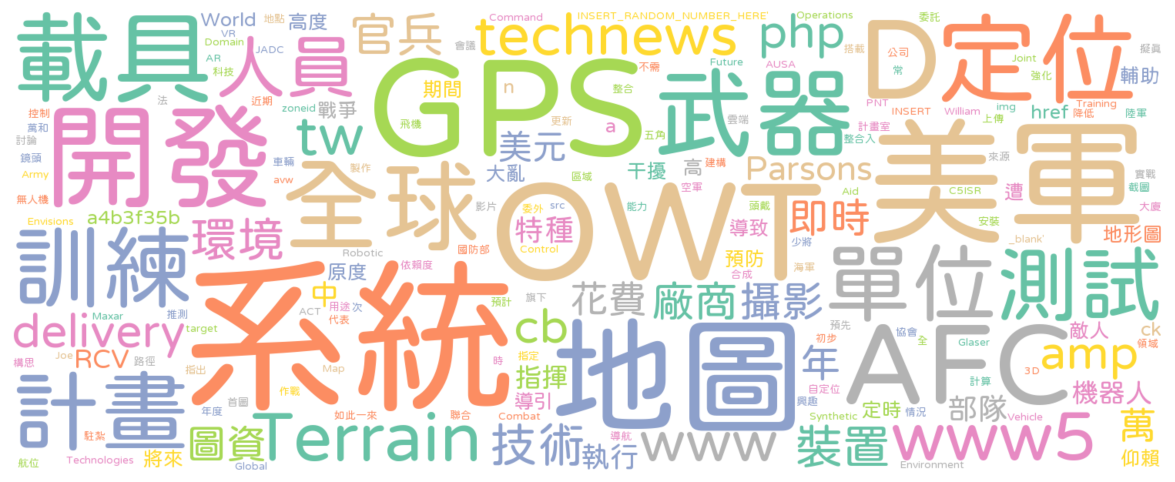 載具
人員
World
地點
VR
Domain
AR
科技
JADC
高度
官兵
會議
Command
technews
INSERT_RANDOM_NUMBER_HERE'
Operations
php
委託
搭載
D
定位
公司
常
擬真
Joint
強化
輔助
Future
AUSA
不需
整合
GPS
武器
期間
n
zoneid
近期
控制
萬和
討論
法
鏡頭
Army
無人機
開發
戰爭
tw
飛機
更新
雲端
美元
a
五角
計畫室
PNT
INSERT
William
整合入
img
上傳
href
Training
降低
陸軍
車輛
avw
製作
全球
大亂
干擾
高
建構
空軍
區域
Parsons
Aid
C5ISR
來源
遭
實戰
截圖
大廈
美軍
安裝
頭戴
能力
影片
委外
src
OWT
即時
_blank'
地形圖
Envisions
a4b3f35b
環境
特種
Control
導致
少將
訓練
國防部
Robotic
依賴度
原度
預防
合成
海軍
單位
測試
系統
中
ACT
用途
次
代表
預計
旗下
花費
廠商
攝影
Maxar
推測
target
delivery
cb
指定
地圖
預先
協會
全
Glaser
敵人
ck
領域
初步
AFC
amp
構思
Joe
RCV
路徑
指出
作戰
Map
時
指揮
年
自定位
興趣
計算
3D
機器人
計畫
年度
首圖
如此一來
聯合
導引
Combat
導航
Synthetic
定時
情況
部隊
Vehicle
萬
駐紮
航位
Technologies
將來
圖資
Global
Terrain
技術
執行
www
裝置
www5
Environment
仰賴